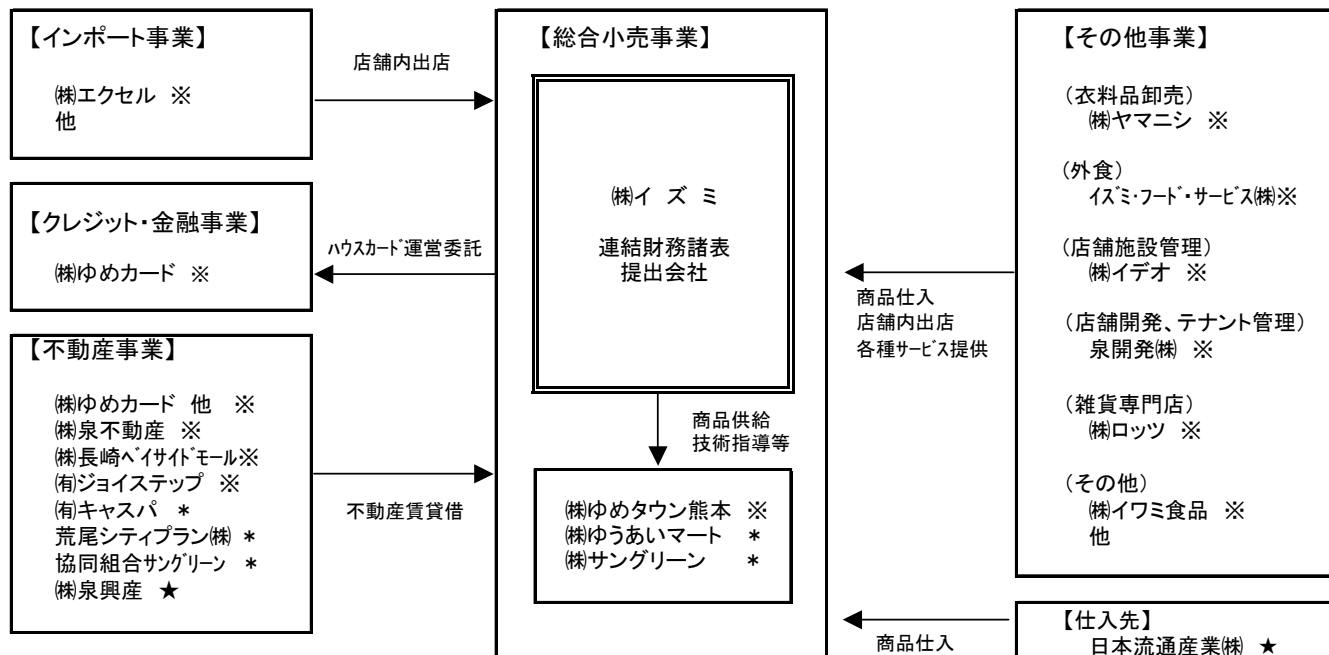 【インポート事業】
㈱エクセル ※
他
店舗内出店
【クレジット・金融事業】
㈱ゆめカード ※
ﾊｳｽｶｰﾄﾞ運営委託
【不動産事業】
㈱ゆめカード 他 ※
㈱泉不動産 ※
㈱長崎ﾍﾞｲｻｲﾄﾞﾓｰﾙ※
㈲ジョイステップ ※
㈲キャスパ *
荒尾シティプラン㈱ *
協同組合ｻﾝｸﾞﾘｰﾝ *
㈱泉興産 ★
不動産賃貸借
【総合小売事業】
㈱イ ズ ミ
連結財務諸表
提出会社
商品供給
技術指導等
㈱ゆめタウン熊本 ※
㈱ゆうあいマート *
㈱サングリーン *
【その他事業】
(衣料品卸売)
㈱ヤマニシ ※
(外食)
ｲｽﾞﾐ･ﾌｰﾄﾞ･ｻｰﾋﾞｽ㈱※
(店舗施設管理)
㈱イデオ ※
(店舗開発、テナント管理)
泉開発㈱ ※
(雑貨専門店)
㈱ロッツ ※
(その他)
㈱イワミ食品 ※
他
商品仕入
店舗内出店
各種ｻｰﾋﾞｽ提供
【仕入先】
日本流通産業㈱ ★
商品仕入